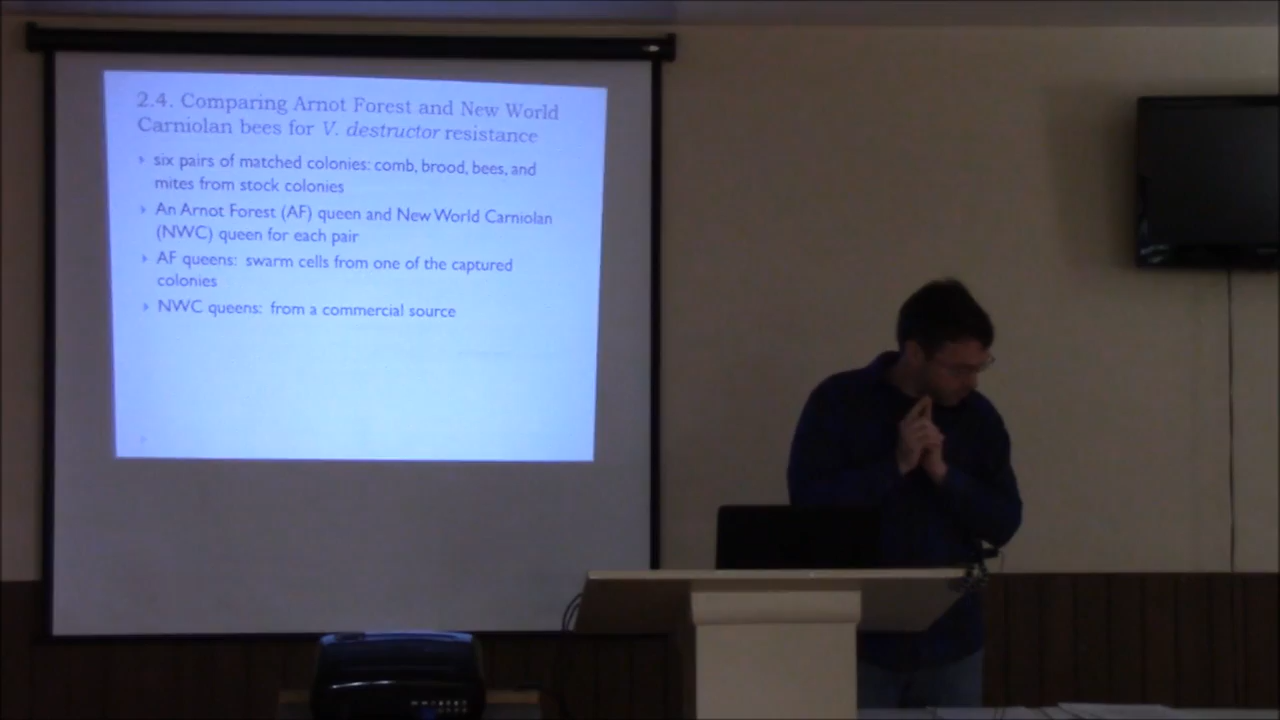 2.4. Comparing Arnot Forest and New World
Carniolan bees for V. destructor resistance
six pairs of matched colonies: comb, brood, bees, and
mites from stock colonies
An Arnot Forest (AF) queen and New World Carniolan
(NWC) queen for each pair
AF queens: swarm cells from one of the captured
colonies
NWC queens: from a commercial source